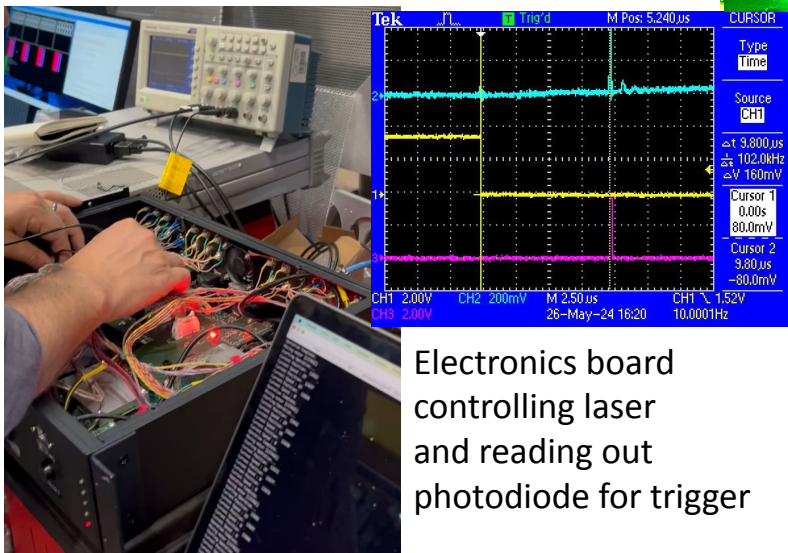 Tek Trig'd M Pos: 5.240µs CURSOR
Type
Time
Source
CH1
△t 9.800µs
1/△t 102.0kHz
△V 160mV
Cursor 1
0.00s
80.0mV
Cursor 2
9.80µs
-80.0mV
2
1
3
CH1 2.00V CH2 200mV M 2.50µs CH1 \ 1.52V
CH3 2.00V 26-May-24 16:20 10.0001Hz
Electronics board
controlling laser
and reading out
photodiode for trigger